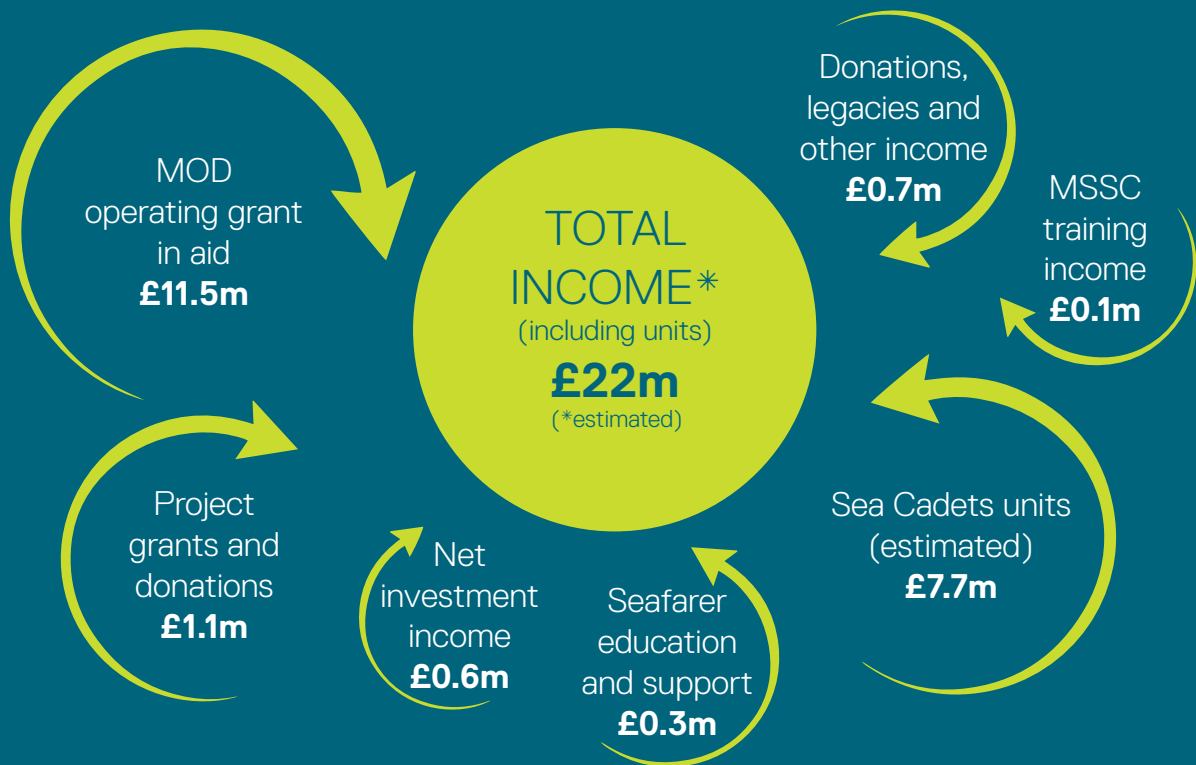 MOD
operating grant
in aid
£11.5m
Donations,
legacies and
other income
£0.7m
MSSC
training
income
£0.1m
TOTAL
INCOME*
(including units)
£22m
(*estimated)
Project
grants and
donations
£1.1m
Net
investment
income
£0.6m
Seafarer
education
and support
£0.3m
Sea Cadets units
(estimated)
£7.7m